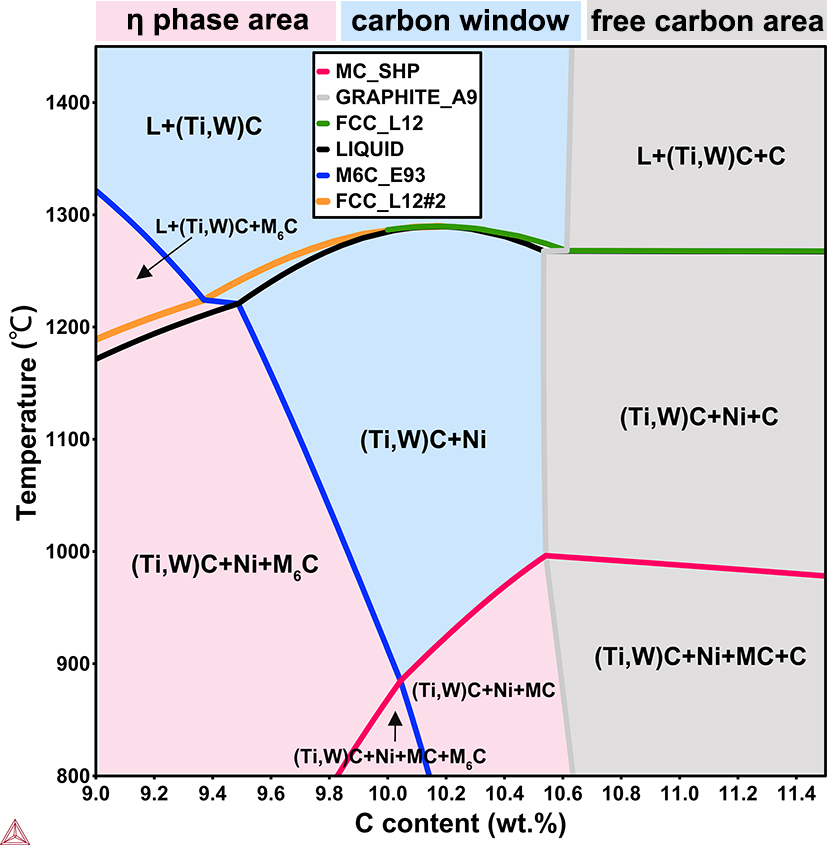 η phase area
carbon window
free carbon area
MC_SHP
GRAPHITE_A9
FCC_L12
LIQUID
M6C_E93
FCC_L12#2
L+(Ti,W)C
L+(Ti,W)C+C
L+(Ti,W)C+M₆C
(Ti,W)C+Ni+C
(Ti,W)C+Ni
(Ti,W)C+Ni+M₆C
(Ti,W)C+Ni+MC+C
(Ti,W)C+Ni+MC
(Ti,W)C+Ni+MC+M₆C
Temperature (℃)
1400
1300
1200
1100
1000
900
800
9.0 9.2 9.4 9.6 9.8 10.0 10.2 10.4 10.6 10.8 11.0 11.2 11.4
C content (wt.%)